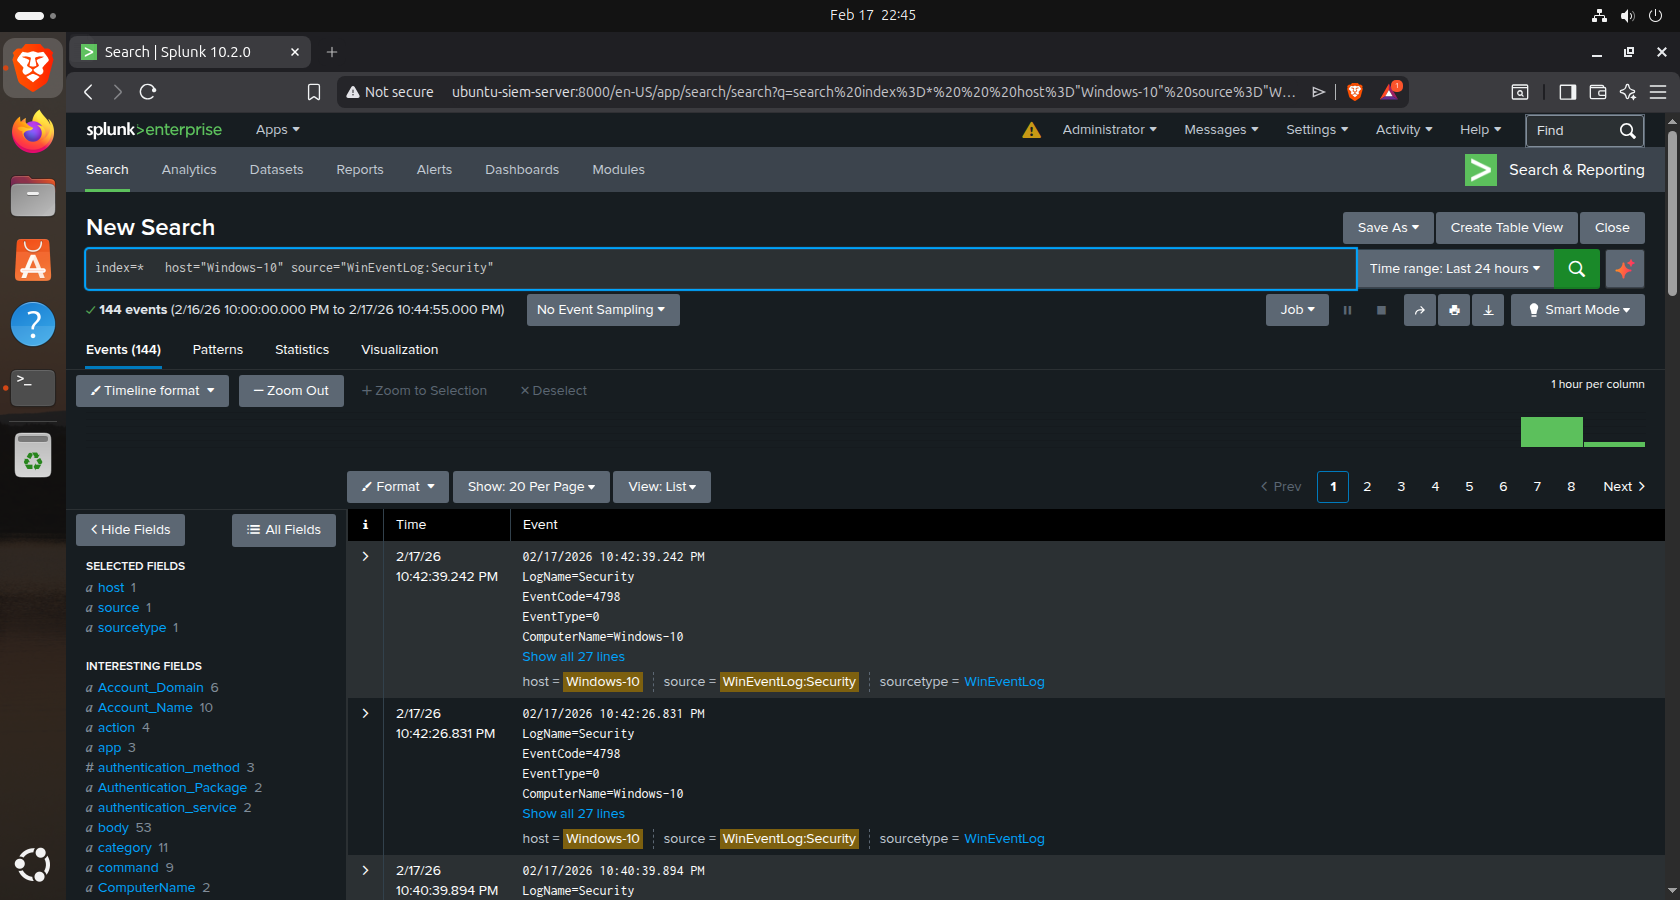 Feb 17 22:45
Search | Splunk 10.2.0
Not secure ubuntu-siem-server:8000/en-US/app/search/search?q=search%20index%3D*%20%20%20host%3D"Windows-10"%20source%3D"W...
1
splunk>enterprise Apps Administrator Messages Settings Activity Help Find
Search Analytics Datasets Reports Alerts Dashboards Modules Search & Reporting
New Search Save As Create Table View Close
index=* host="Windows-10" source="WinEventLog:Security" Time range: Last 24 hours
144 events (2/16/26 10:00:00.000 PM to 2/17/26 10:44:55.000 PM) No Event Sampling Job Smart Mode
Events (144) Patterns Statistics Visualization
Timeline format — Zoom Out + Zoom to Selection × Deselect 1 hour per column
Format Show: 20 Per Page View: List < Prev 1 2 3 4 5 6 7 8 Next >
< Hide Fields All Fields
SELECTED FIELDS
a host 1
a source 1
a sourcetype 1
INTERESTING FIELDS
a Account_Domain 6
a Account_Name 10
a action 4
a app 3
# authentication_method 3
a Authentication_Package 2
a authentication_service 2
a body 53
a category 11
a command 9
a ComputerName 2
i Time Event
2/17/26
10:42:39.242 PM
02/17/2026 10:42:39.242 PM
LogName=Security
EventCode=4798
EventType=0
ComputerName=Windows-10
Show all 27 lines
host = Windows-10 source = WinEventLog:Security sourcetype = WinEventLog
2/17/26
10:42:26.831 PM
02/17/2026 10:42:26.831 PM
LogName=Security
EventCode=4798
EventType=0
ComputerName=Windows-10
Show all 27 lines
host = Windows-10 source = WinEventLog:Security sourcetype = WinEventLog
2/17/26
10:40:39.894 PM
02/17/2026 10:40:39.894 PM
LogName=Security